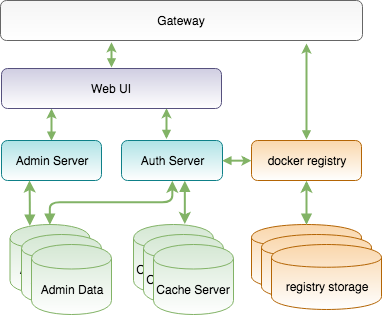 Gateway
Web UI
Admin Server
Auth Server
docker registry
Admin Data
Cache Server
registry storage